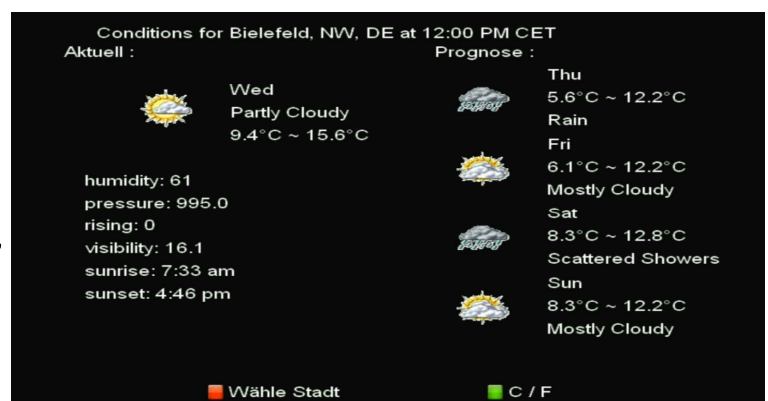 Conditions for Bielefeld, NW, DE at 12:00 PM CET
Aktuell :
Wed
Partly Cloudy
9.4°C ~ 15.6°C
humidity: 61
pressure: 995.0
rising: 0
visibility: 16.1
sunrise: 7:33 am
sunset: 4:46 pm
Prognose :
Thu
5.6°C ~ 12.2°C
Rain
Fri
6.1°C ~ 12.2°C
Mostly Cloudy
Sat
8.3°C ~ 12.8°C
Scattered Showers
Sun
8.3°C ~ 12.2°C
Mostly Cloudy
Wähle Stadt
C / F